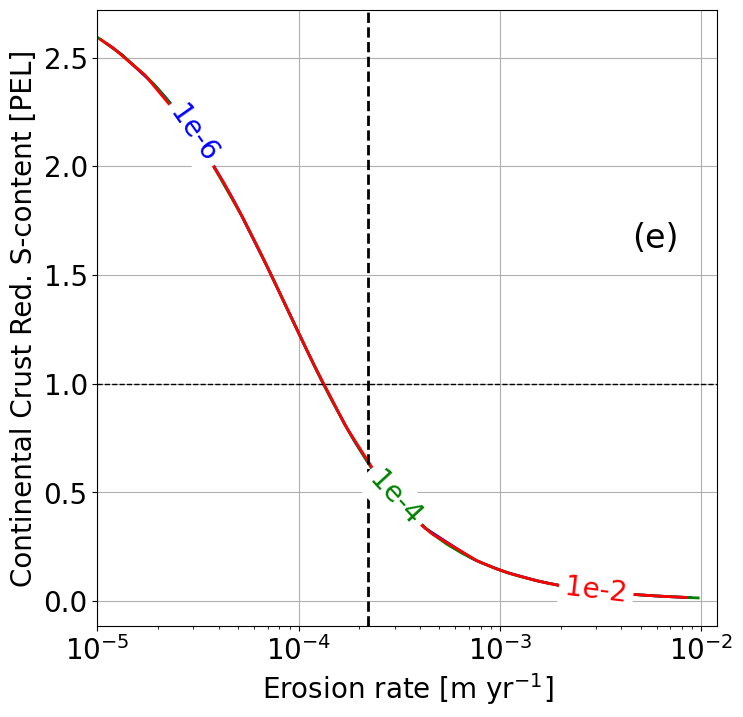 Continental Crust Red. S-content [PEL]
2.5
2.0
1.5
1.0
0.5
0.0
1e-6
(e)
1e-4
1e-2
10⁻⁵
10⁻⁴
10⁻³
10⁻²
Erosion rate [m yr⁻¹]